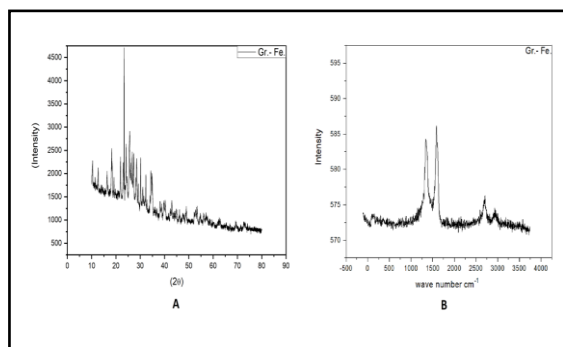 Gr.- Fe.
4500
4000
3500
3000
2500
2000
1500
1000
500
(Intensity)
0 10 20 30 40 50 60 70 80 90
(2θ)
A
Gr.- Fe.
595
590
585
580
575
570
Intensity
-500 0 500 1000 1500 2000 2500 3000 3500 4000
wave number cm⁻¹
B